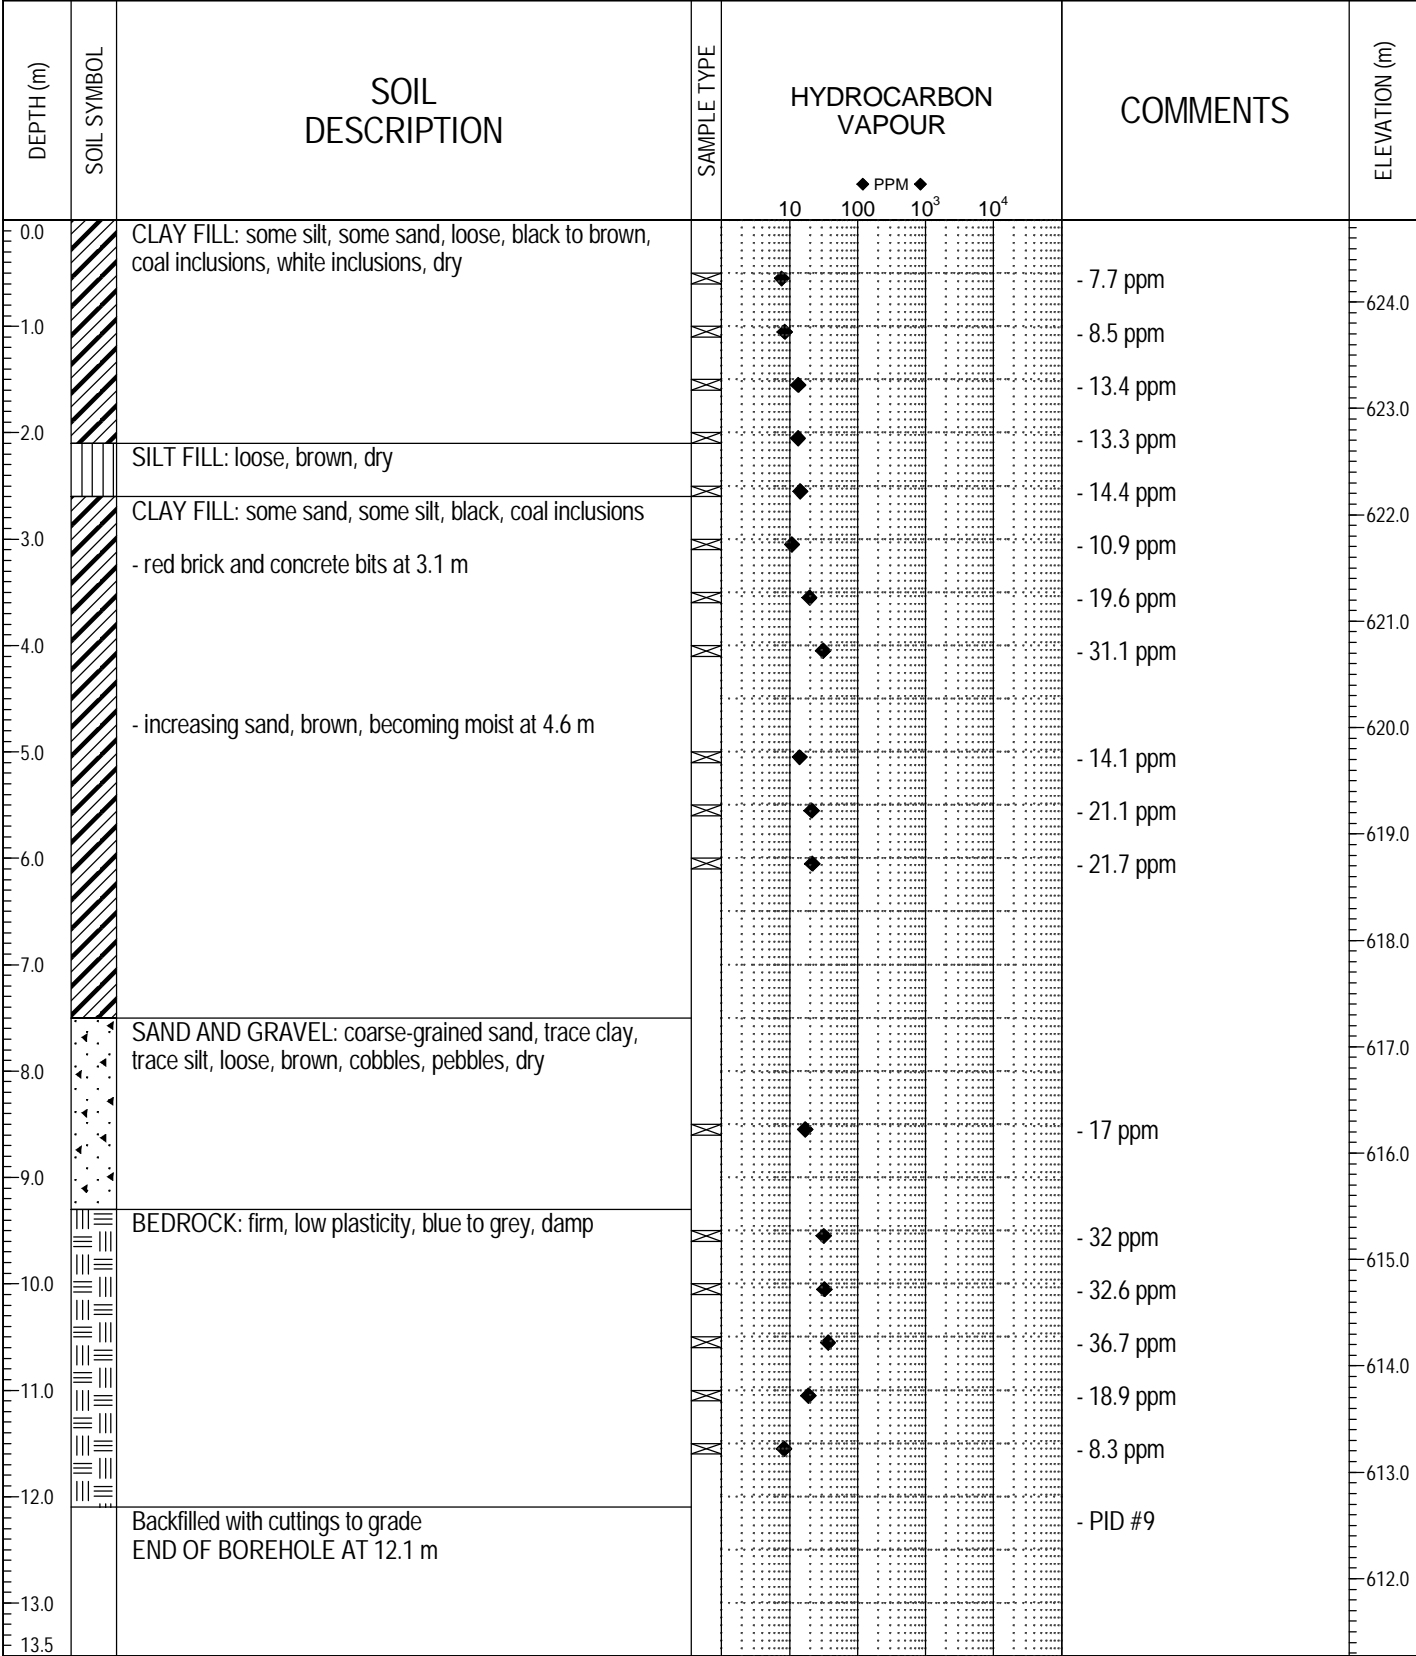 DEPTH (m)
SOIL SYMBOL
SOIL
DESCRIPTION
SAMPLE TYPE
HYDROCARBON
VAPOUR
◆ PPM ◆
10 100 10³ 10⁴
COMMENTS
ELEVATION (m)
0.0
CLAY FILL: some silt, some sand, loose, black to brown,
coal inclusions, white inclusions, dry
- 7.7 ppm
624.0
1.0
- 8.5 ppm
- 13.4 ppm
623.0
2.0
- 13.3 ppm
SILT FILL: loose, brown, dry
- 14.4 ppm
CLAY FILL: some sand, some silt, black, coal inclusions
622.0
3.0
- 10.9 ppm
- red brick and concrete bits at 3.1 m
- 19.6 ppm
621.0
4.0
- 31.1 ppm
- increasing sand, brown, becoming moist at 4.6 m
620.0
5.0
- 14.1 ppm
- 21.1 ppm
619.0
6.0
- 21.7 ppm
618.0
7.0
SAND AND GRAVEL: coarse-grained sand, trace clay,
trace silt, loose, brown, cobbles, pebbles, dry
617.0
8.0
- 17 ppm
616.0
9.0
BEDROCK: firm, low plasticity, blue to grey, damp
- 32 ppm
615.0
10.0
- 32.6 ppm
- 36.7 ppm
614.0
11.0
- 18.9 ppm
- 8.3 ppm
613.0
12.0
Backfilled with cuttings to grade
- PID #9
END OF BOREHOLE AT 12.1 m
612.0
13.0
13.5